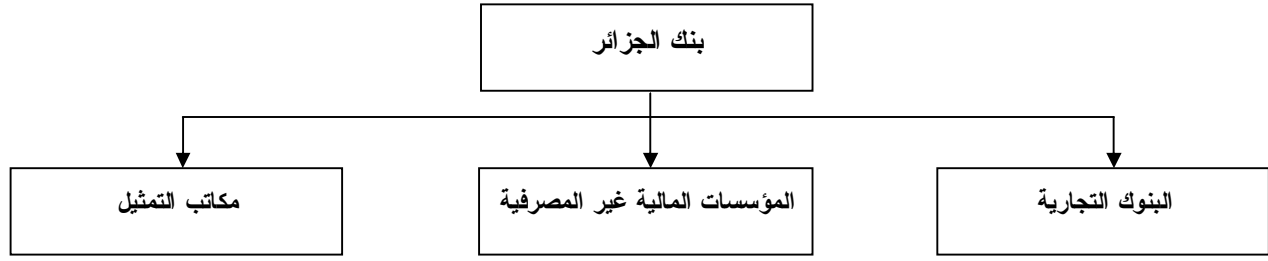 بنك الجزائر
البنوك التجارية
المؤسسات المالية غير المصرفية
مكاتب التمثيل